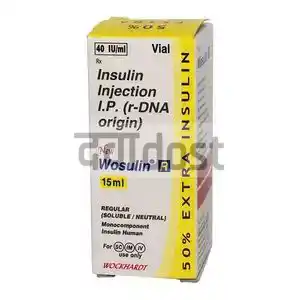 40 IU/ml Vial
Rx
Insulin
Injection
I.P. (r-DNA
origin)
Wosulin R
15ml
REGULAR
(SOLUBLE / NEUTRAL)
Monocomponent
Insulin Human
For SC IM IV
use only
WOCKHARDT
50% EXTRA INSULIN